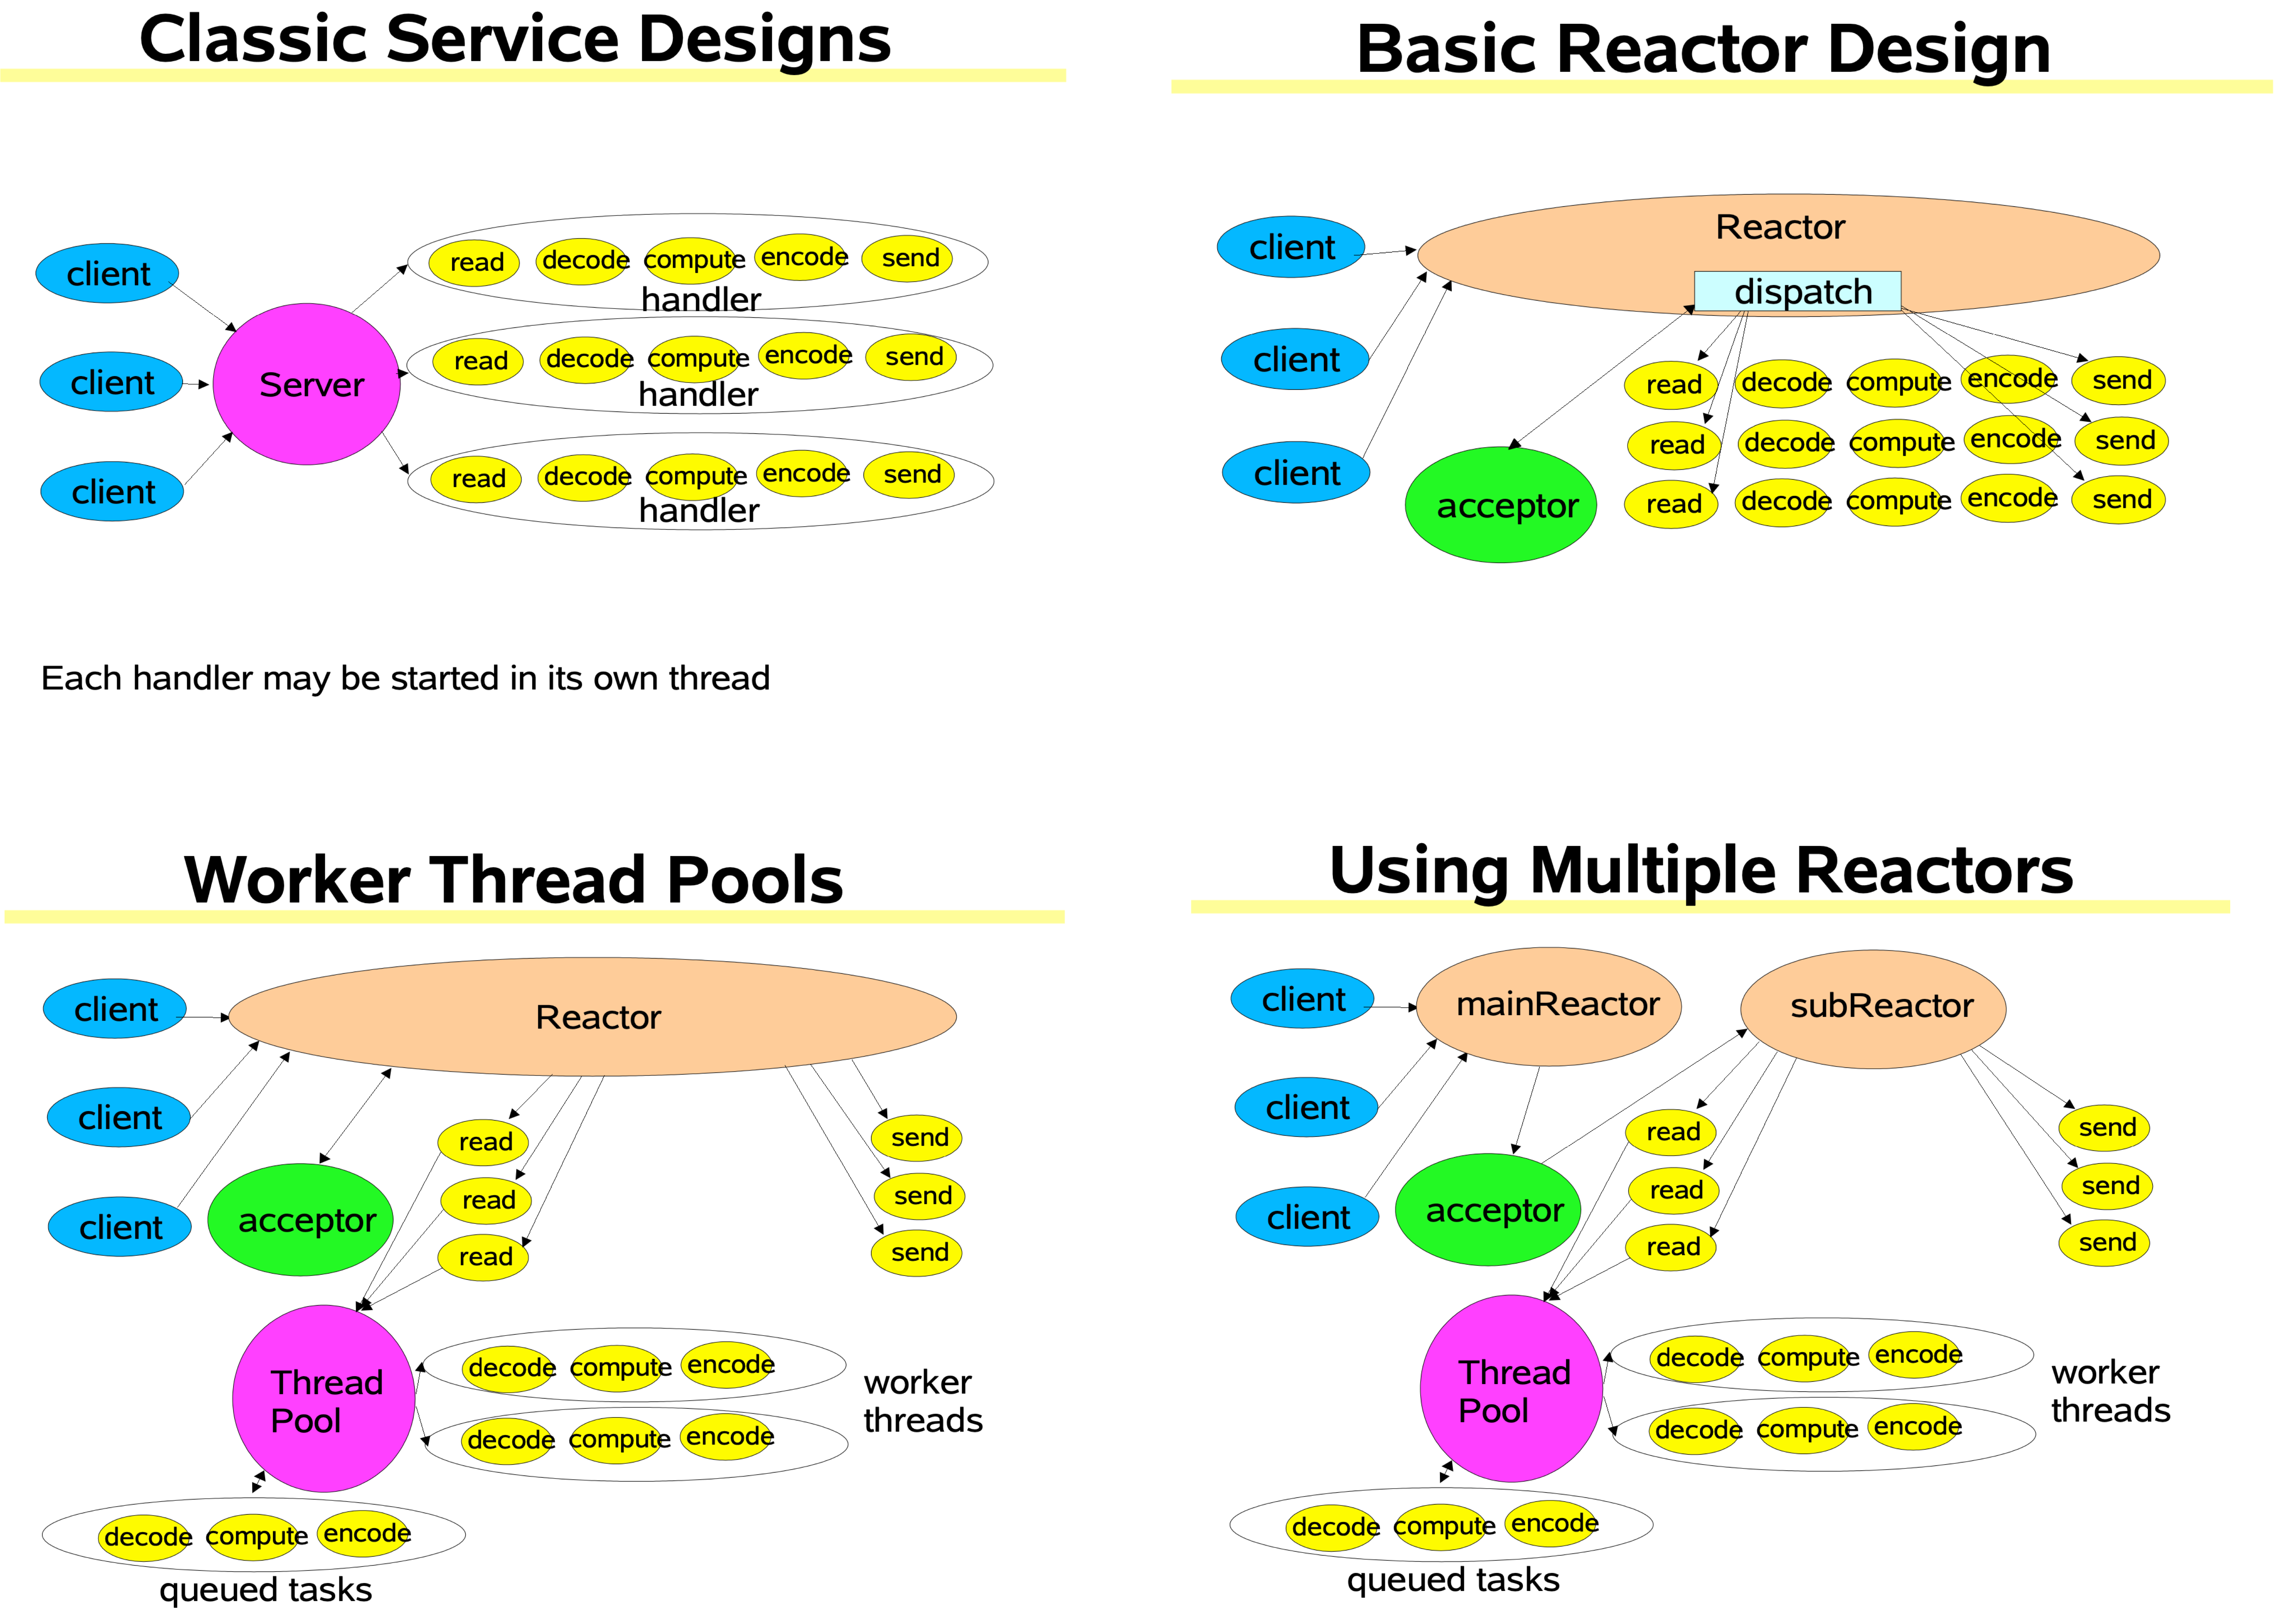 Classic Service Designs
client
client
client
Server
read decode compute encode send
handler
read decode compute encode send
handler
read decode compute encode send
handler
Each handler may be started in its own thread
Basic Reactor Design
client
client
client
Reactor
dispatch
acceptor
read decode compute encode send
read decode compute encode send
read decode compute encode send
Worker Thread Pools
client
client
client
Reactor
acceptor
read
read
read
send
send
send
Thread
Pool
decode compute encode
decode compute encode
worker
threads
decode compute encode
queued tasks
Using Multiple Reactors
client
client
client
mainReactor
subReactor
acceptor
read
read
read
send
send
send
Thread
Pool
decode compute encode
decode compute encode
worker
threads
decode compute encode
queued tasks